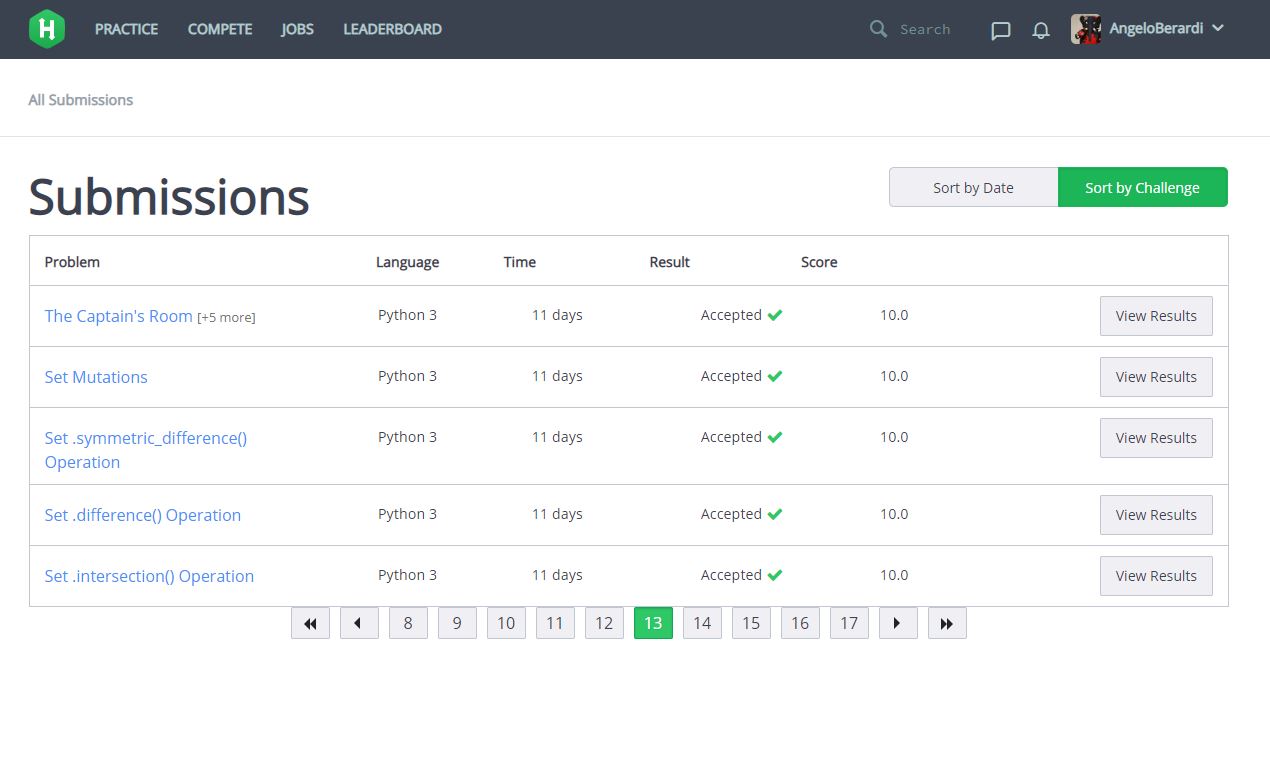 H PRACTICE COMPETE JOBS LEADERBOARD Search AngeloBerardi
All Submissions
Submissions Sort by Date Sort by Challenge
Problem Language Time Result Score
The Captain's Room [+5 more] Python 3 11 days Accepted 10.0 View Results
Set Mutations Python 3 11 days Accepted 10.0 View Results
Set .symmetric_difference() Python 3 11 days Accepted 10.0 View Results
Operation
Set .difference() Operation Python 3 11 days Accepted 10.0 View Results
Set .intersection() Operation Python 3 11 days Accepted 10.0 View Results
8 9 10 11 12 13 14 15 16 17